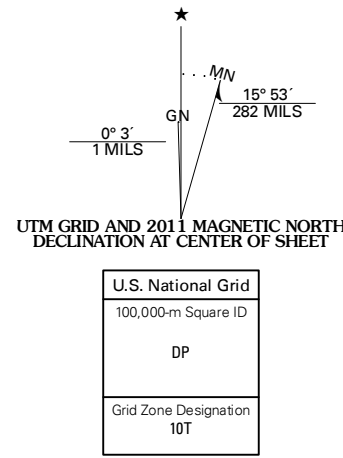 ★
MN
GN
15° 53´
282 MILS
0° 3´
1 MILS
UTM GRID AND 2011 MAGNETIC NORTH
DECLINATION AT CENTER OF SHEET
U.S. National Grid
100,000-m Square ID
DP
Grid Zone Designation
10T